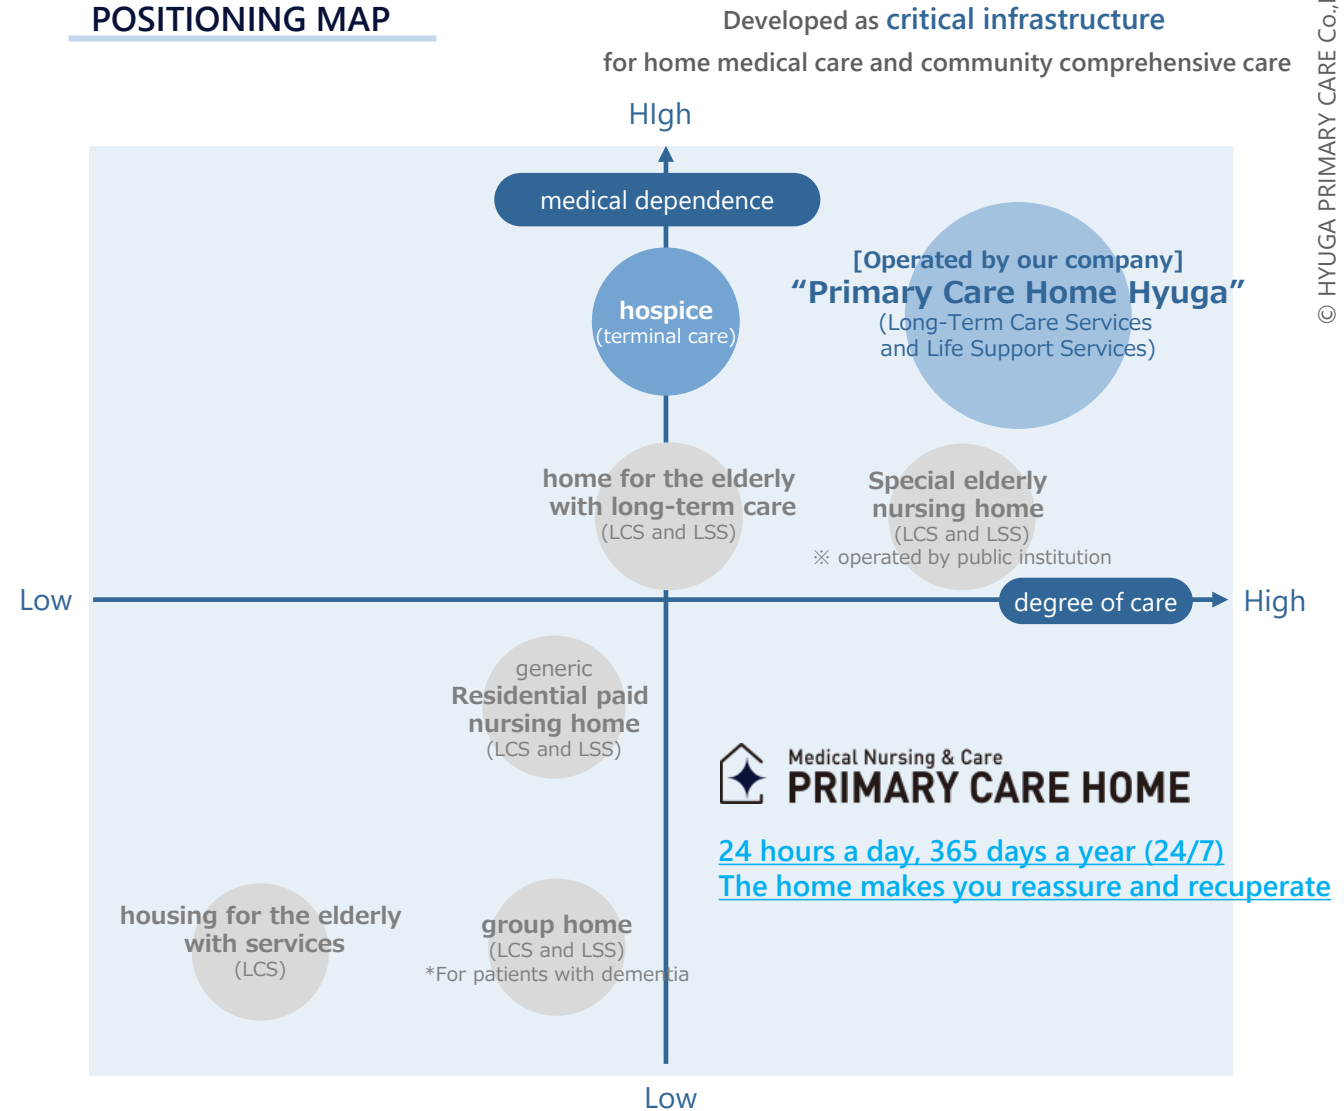 POSITIONING MAP
Developed as critical infrastructure
for home medical care and community comprehensive care
HIgh
medical dependence
[Operated by our company]
“Primary Care Home Hyuga”
(Long-Term Care Services
and Life Support Services)
hospice
(terminal care)
home for the elderly
with long-term care
(LCS and LSS)
Special elderly
nursing home
(LCS and LSS)
※ operated by public institution
Low
degree of care
High
generic
Residential paid
nursing home
(LCS and LSS)
Medical Nursing & Care
PRIMARY CARE HOME
24 hours a day, 365 days a year (24/7)
The home makes you reassure and recuperate
housing for the elderly
with services
(LCS)
group home
(LCS and LSS)
*For patients with dementia
Low
© HYUGA PRIMARY CARE Co.,